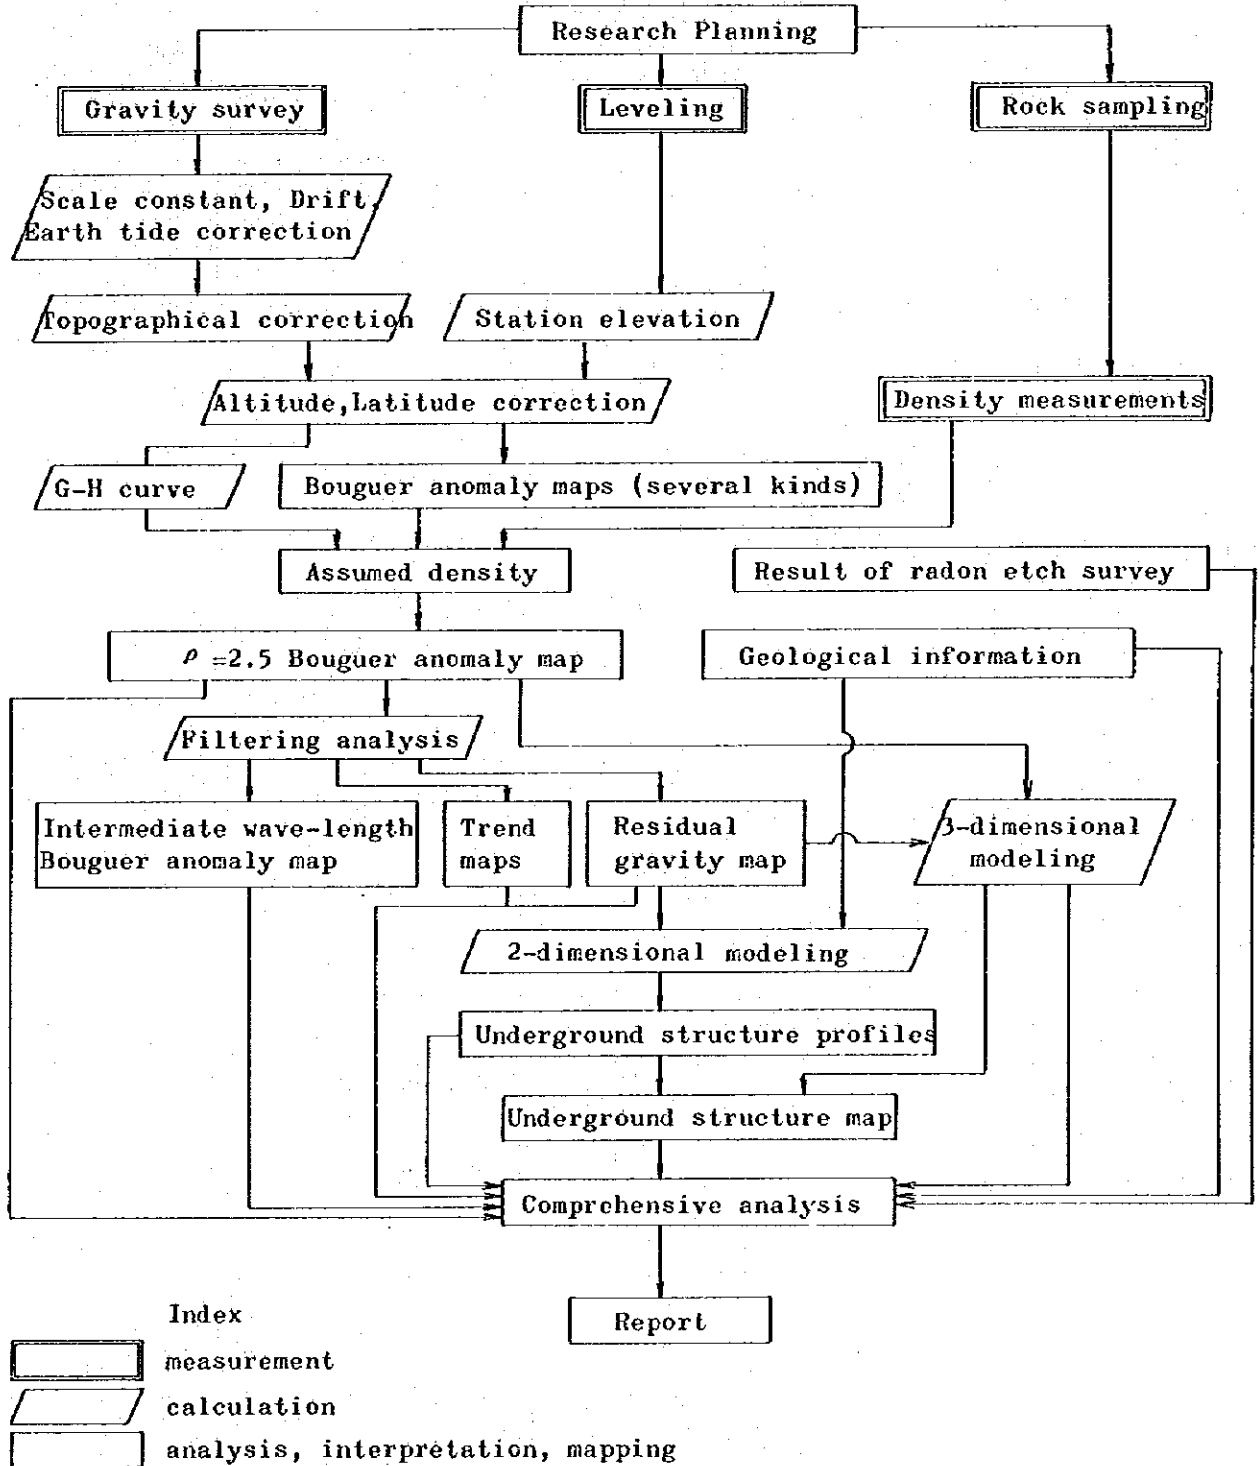 Research Planning
Gravity survey
Leveling
Rock sampling
Scale constant, Drift,
Earth tide correction
Topographical correction
Station elevation
Altitude,Latitude correction
Density measurements
G-H curve
Bouguer anomaly maps (several kinds)
Assumed density
Result of radon etch survey
ρ =2.5 Bouguer anomaly map
Geological information
Filtering analysis
Intermediate wave-length
Bouguer anomaly map
Trend
maps
Residual
gravity map
3-dimensional
modeling
2-dimensional modeling
Underground structure profiles
Underground structure map
Comprehensive analysis
Report
Index
measurement
calculation
analysis, interpretation, mapping